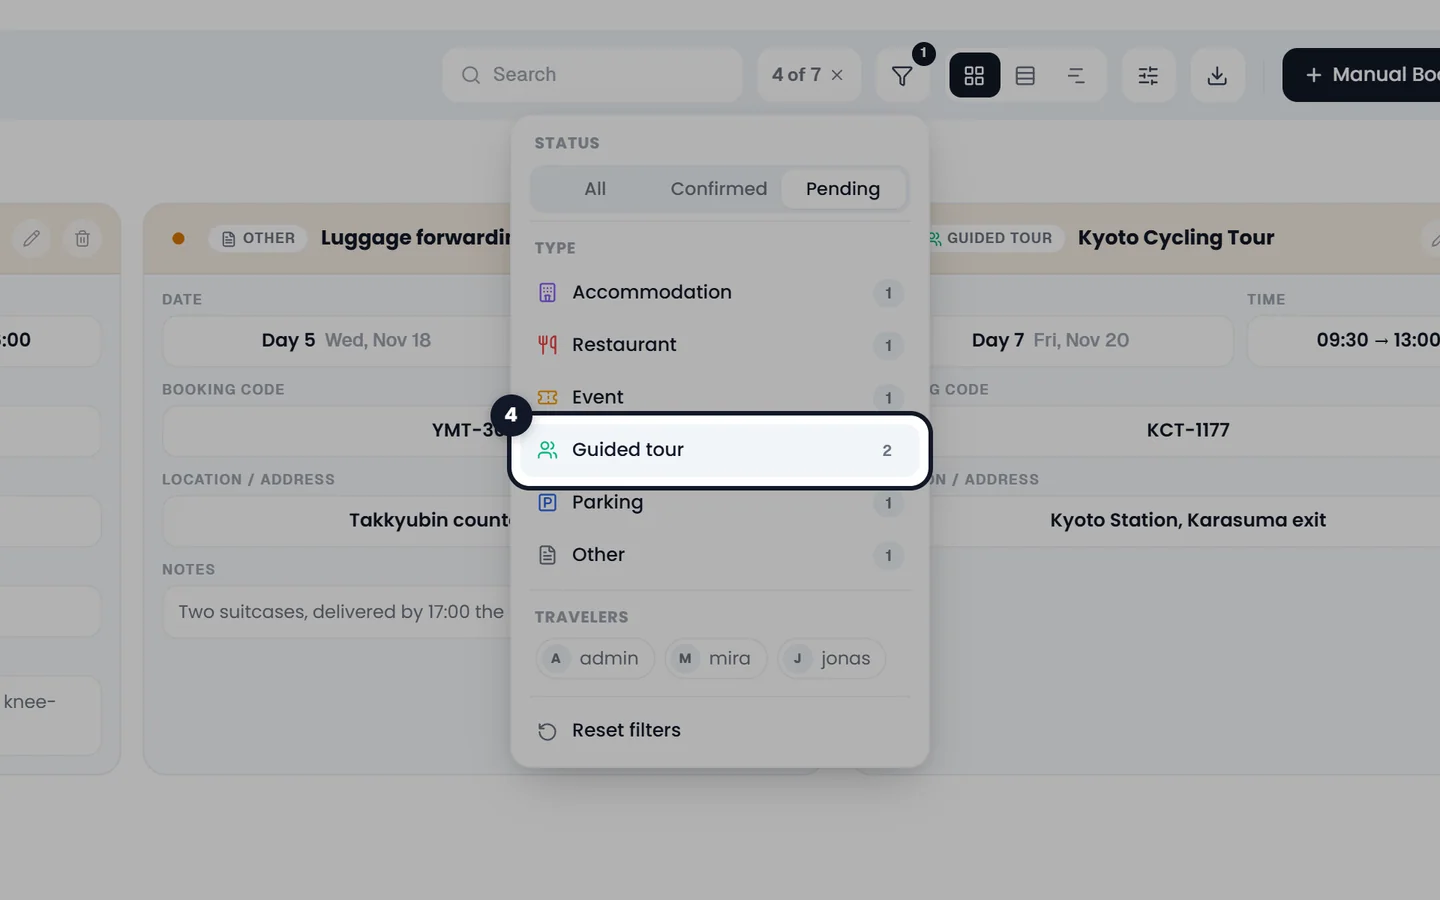 Search
4 of 7
1
+ Manual Boo
STATUS
All
Confirmed
Pending
OTHER
Luggage forwardin
GUIDED TOUR
Kyoto Cycling Tour
TYPE
Accommodation 1
Restaurant 1
Event 1
4
Guided tour 2
Parking 1
Other 1
TRAVELERS
A admin
M mira
J jonas
Reset filters
:00
knee-
DATE
Day 5 Wed, Nov 18
BOOKING CODE
YMT-3
LOCATION / ADDRESS
Takkyubin count
NOTES
Two suitcases, delivered by 17:00 the
TIME
Day 7 Fri, Nov 20
09:30 → 13:00
G CODE
KCT-1177
ON / ADDRESS
Kyoto Station, Karasuma exit